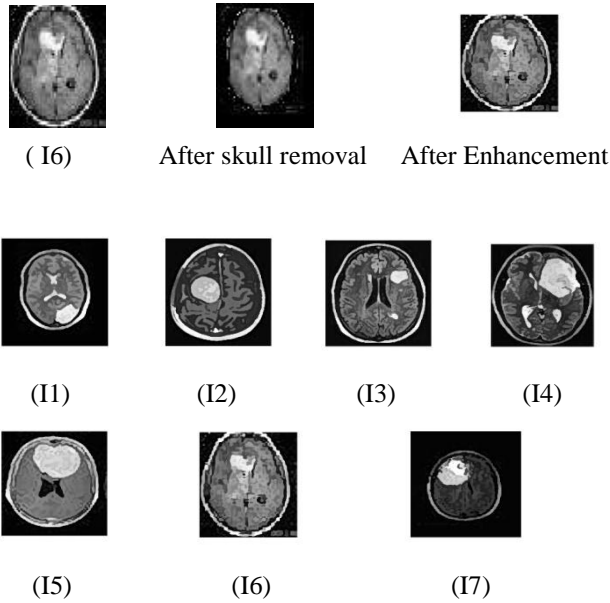 ( I6) After skull removal After Enhancement
(I1) (I2) (I3) (I4)
(I5) (I6) (I7)